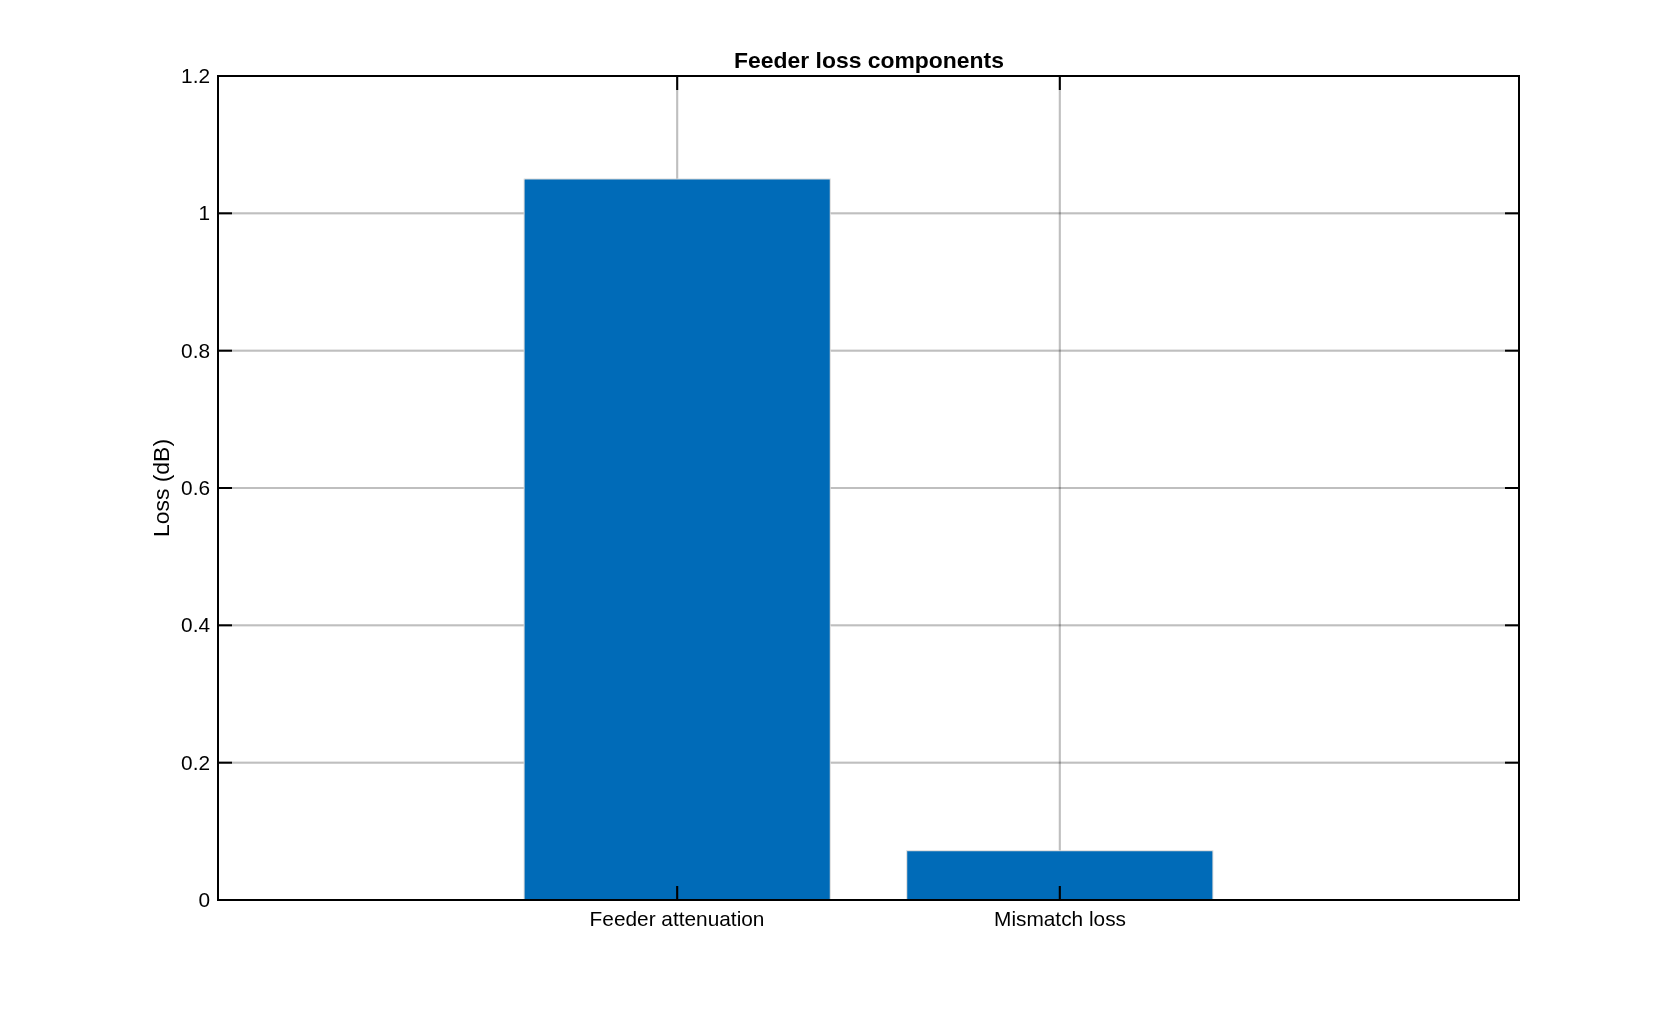 Feeder loss components
1.2
1
0.8
0.6
0.4
0.2
0
Loss (dB)
Feeder attenuation
Mismatch loss